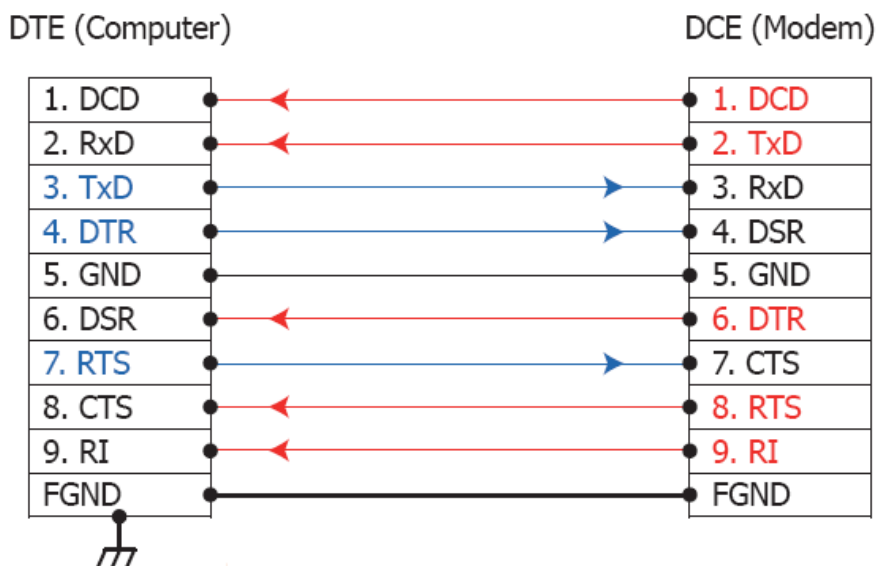 DTE (Computer) DCE (Modem)
1. DCD 1. DCD
2. RxD 2. TxD
3. TxD 3. RxD
4. DTR 4. DSR
5. GND 5. GND
6. DSR 6. DTR
7. RTS 7. CTS
8. CTS 8. RTS
9. RI 9. RI
FGND FGND